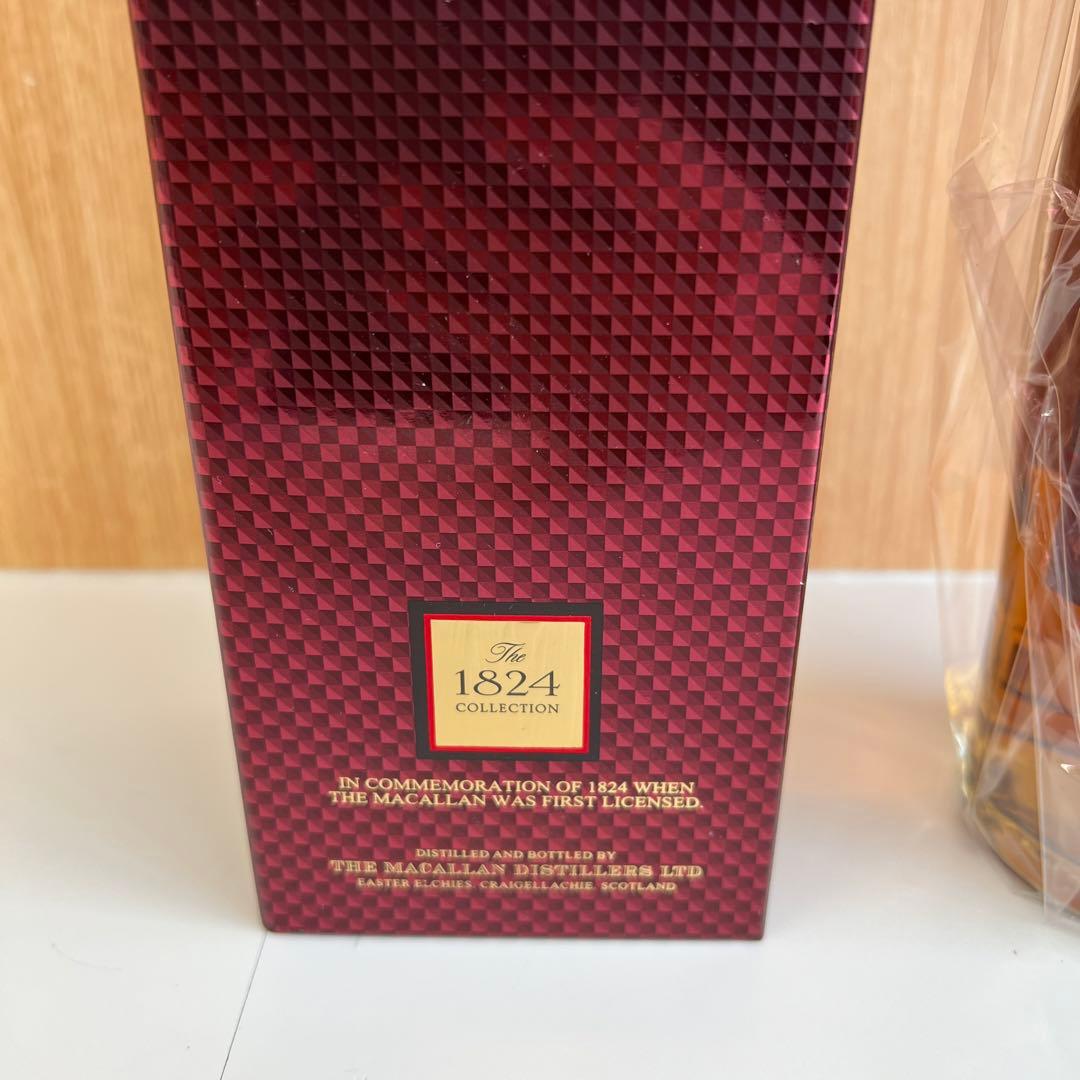 The
1824
COLLECTION
IN COMMEMORATION OF 1824 WHEN
THE MACALLAN WAS FIRST LICENSED.
DISTILLED AND BOTTLED BY
THE MACALLAN DISTILLERS LTD
EASTER ELCHIES, CRAIGELLACHIE, SCOTLAND